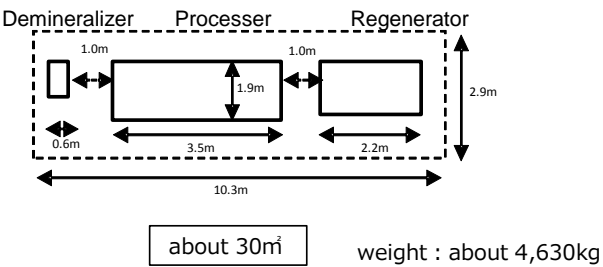 Demineralizer Processer Regenerator
1.0m 1.0m
1.9m 2.9m
0.6m 3.5m 2.2m
10.3m
about 30㎡ weight : about 4,630kg